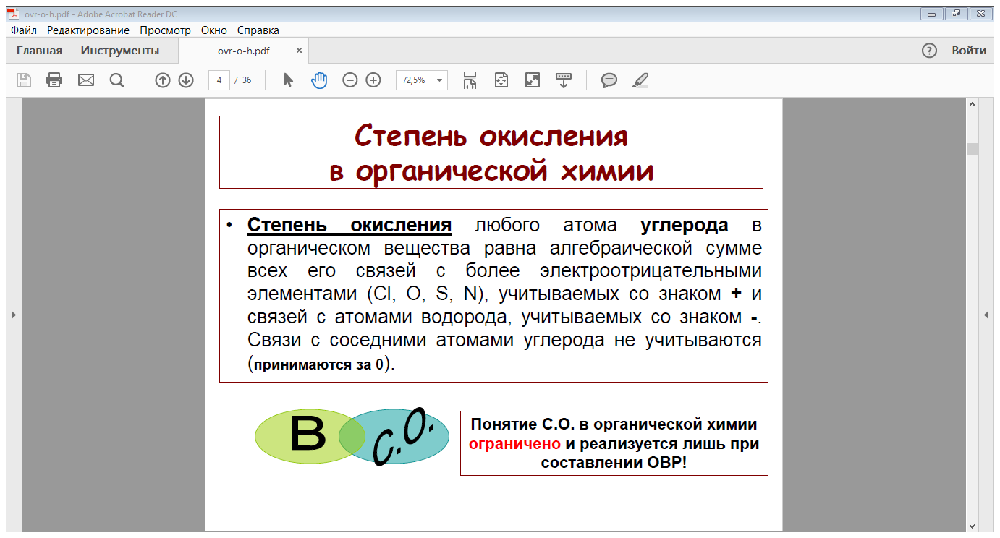 ovr-o-h.pdf - Adobe Acrobat Reader DC
Файл Редактирование Просмотр Окно Справка
Главная Инструменты ovr-o-h.pdf × ? Войти
4 / 36 72,5%
Степень окисления
в органической химии
• Степень окисления любого атома углерода в
органическом вещества равна алгебраической сумме
всех его связей с более электроотрицательными
элементами (Cl, O, S, N), учитываемых со знаком + и
связей с атомами водорода, учитываемых со знаком -.
Связи с соседними атомами углерода не учитываются
(принимаются за 0).
В С.О.
Понятие С.О. в органической химии
ограничено и реализуется лишь при
составлении ОВР!